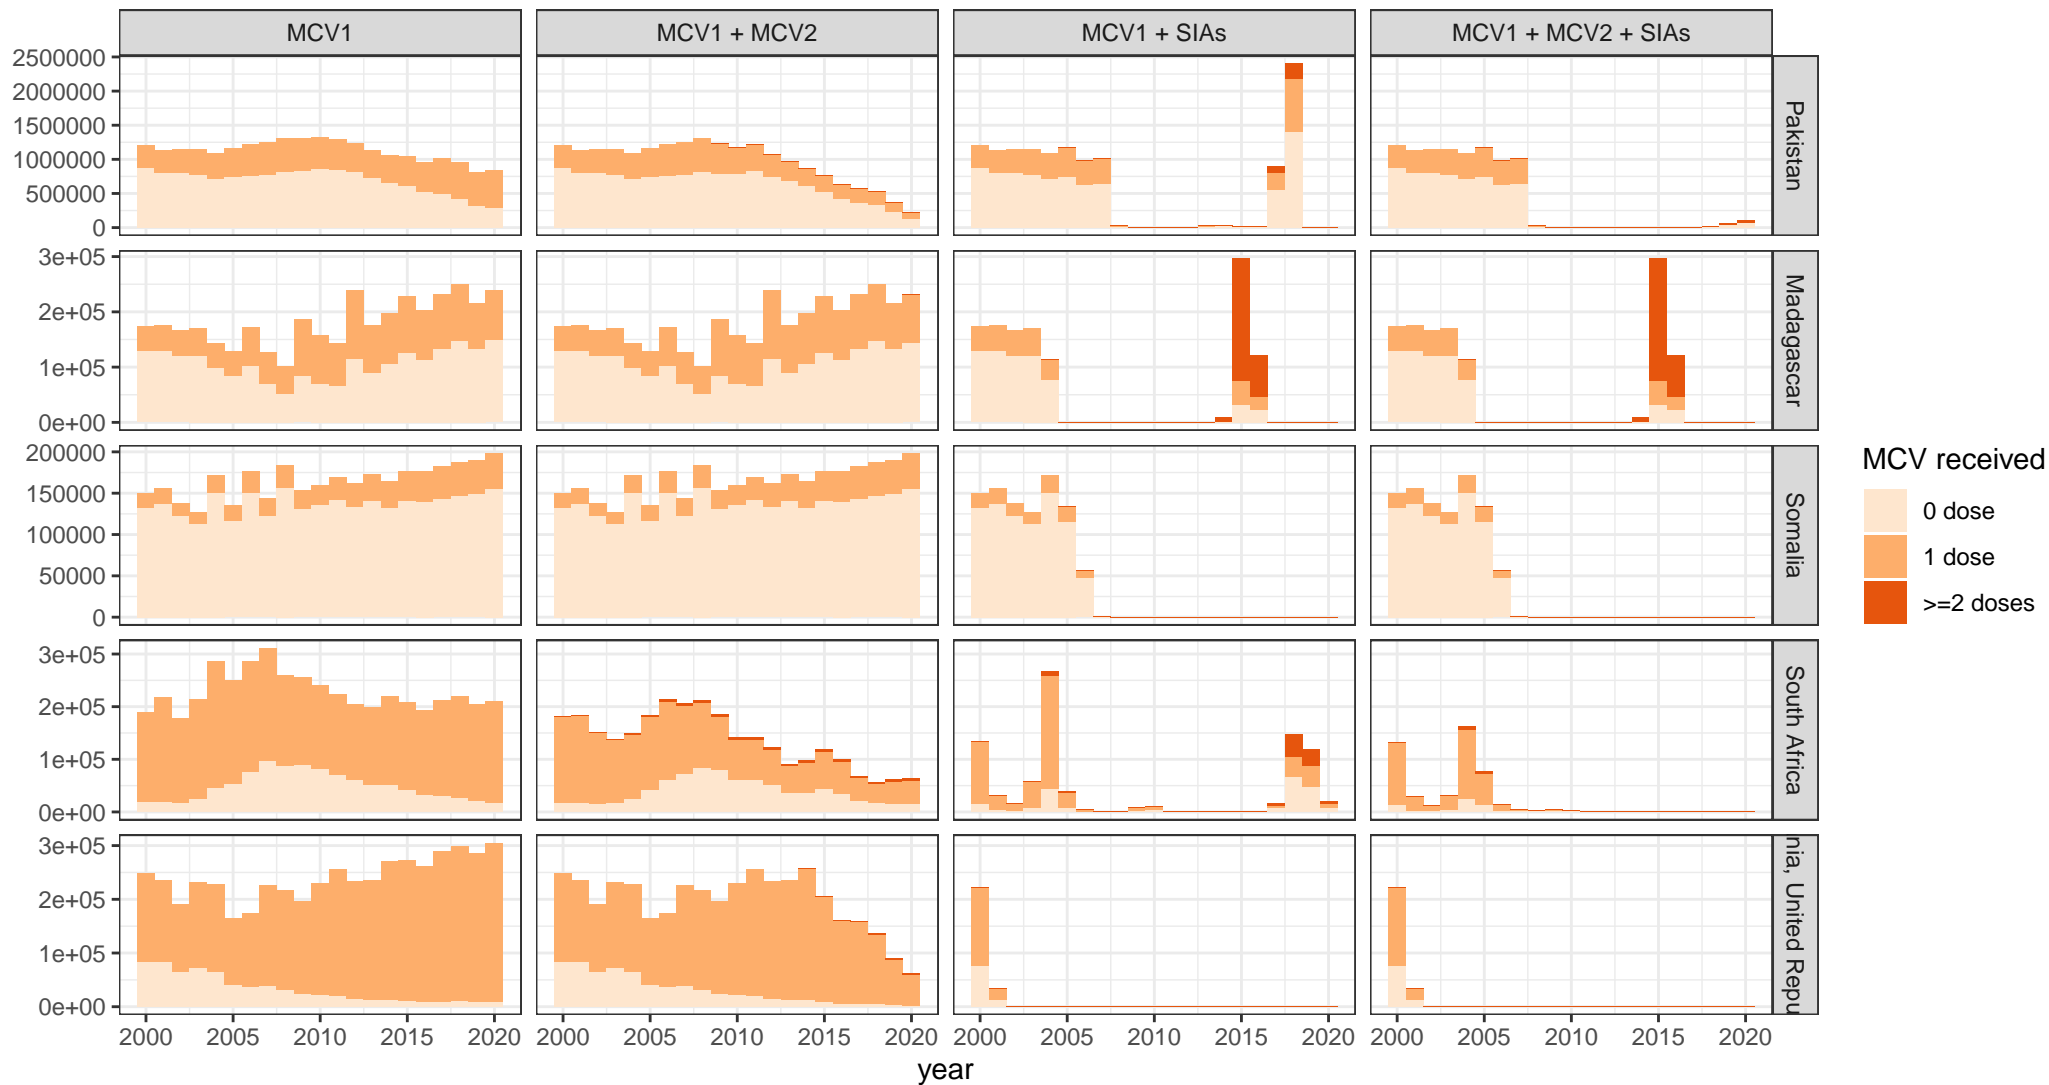 MCV1 MCV1 + MCV2 MCV1 + SIAs MCV1 + MCV2 + SIAs
2500000
2000000
1500000
1000000
500000
0
Pakistan
3e+05
2e+05
1e+05
0e+00
Madagascar
200000
150000
100000
50000
0
Somalia
3e+05
2e+05
1e+05
0e+00
South Africa
3e+05
2e+05
1e+05
0e+00
nia, United Repu
2000 2005 2010 2015 2020 2000 2005 2010 2015 2020 2000 2005 2010 2015 2020 2000 2005 2010 2015 2020
year
MCV received
0 dose
1 dose
>=2 doses